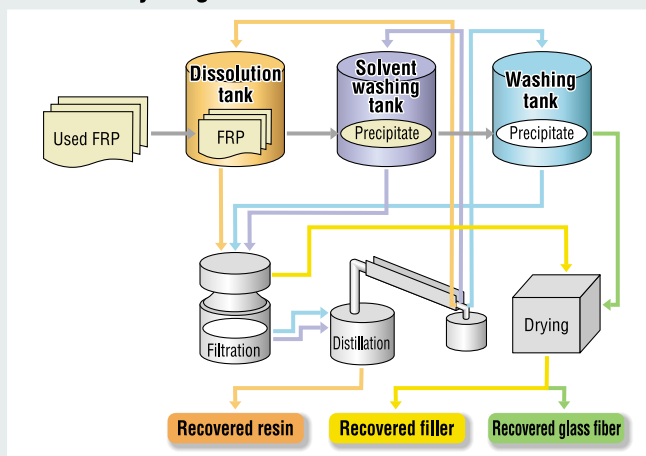 Dissolution
tank
Solvent
washing
tank
Washing
tank
Used FRP
FRP
Precipitate
Precipitate
Filtration
Distillation
Drying
Recovered resin
Recovered filler
Recovered glass fiber